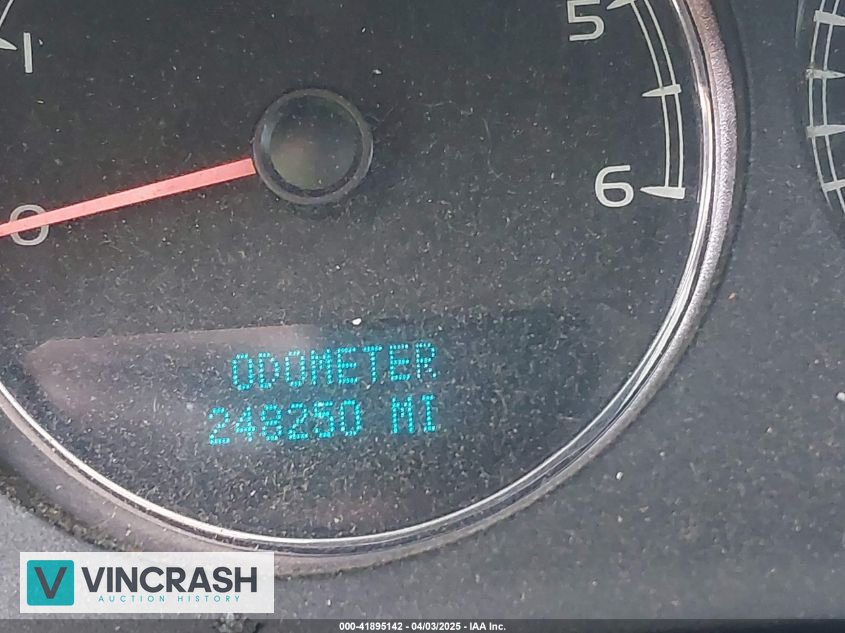 1
5
6
0
ODOMETER
248250 MI
V VINCRASH
AUCTION HISTORY
000-41895142 - 04/03/2025 - IAA Inc.